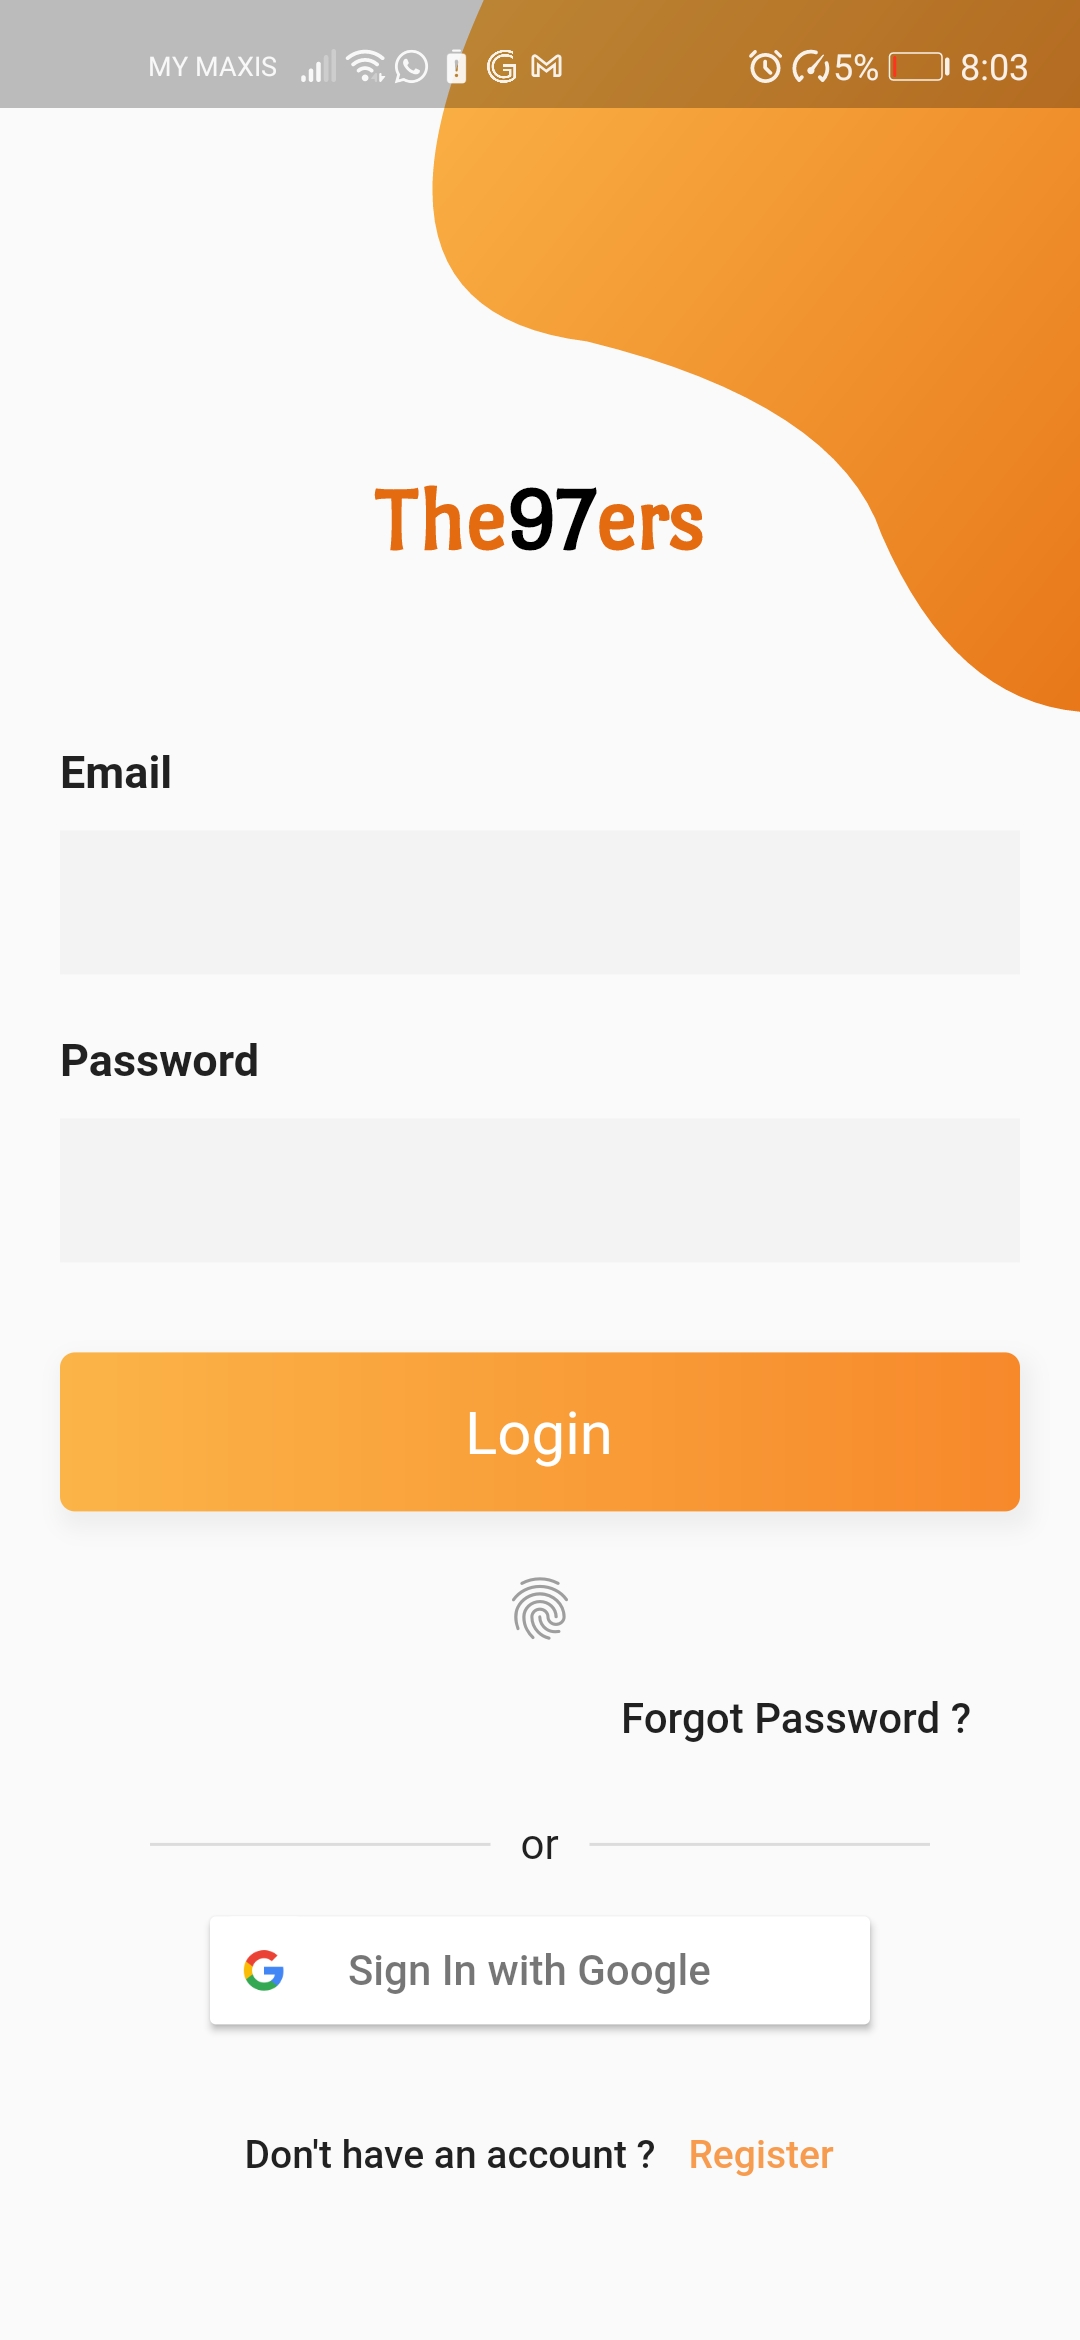 MY MAXIS 5% 8:03
The97ers
Email
Password
Login
Forgot Password ?
or
Sign In with Google
Don't have an account ? Register